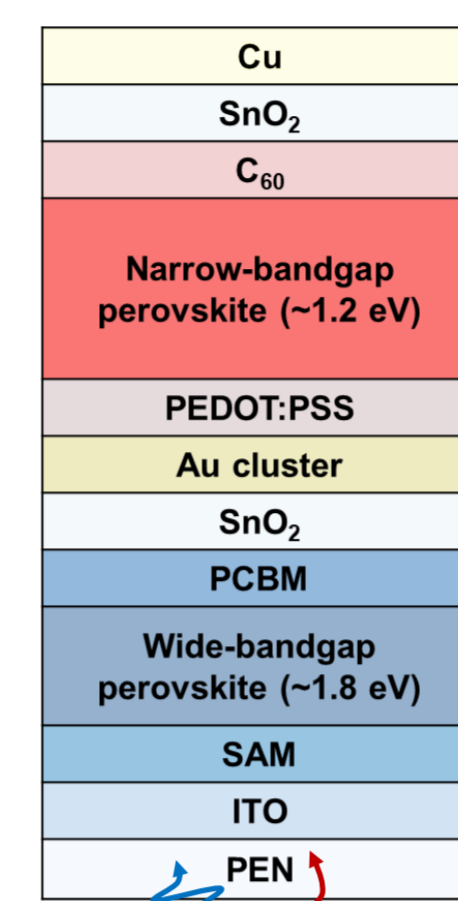 Cu
SnO₂
C₆₀
Narrow-bandgap
perovskite (~1.2 eV)
PEDOT:PSS
Au cluster
SnO₂
PCBM
Wide-bandgap
perovskite (~1.8 eV)
SAM
ITO
PEN